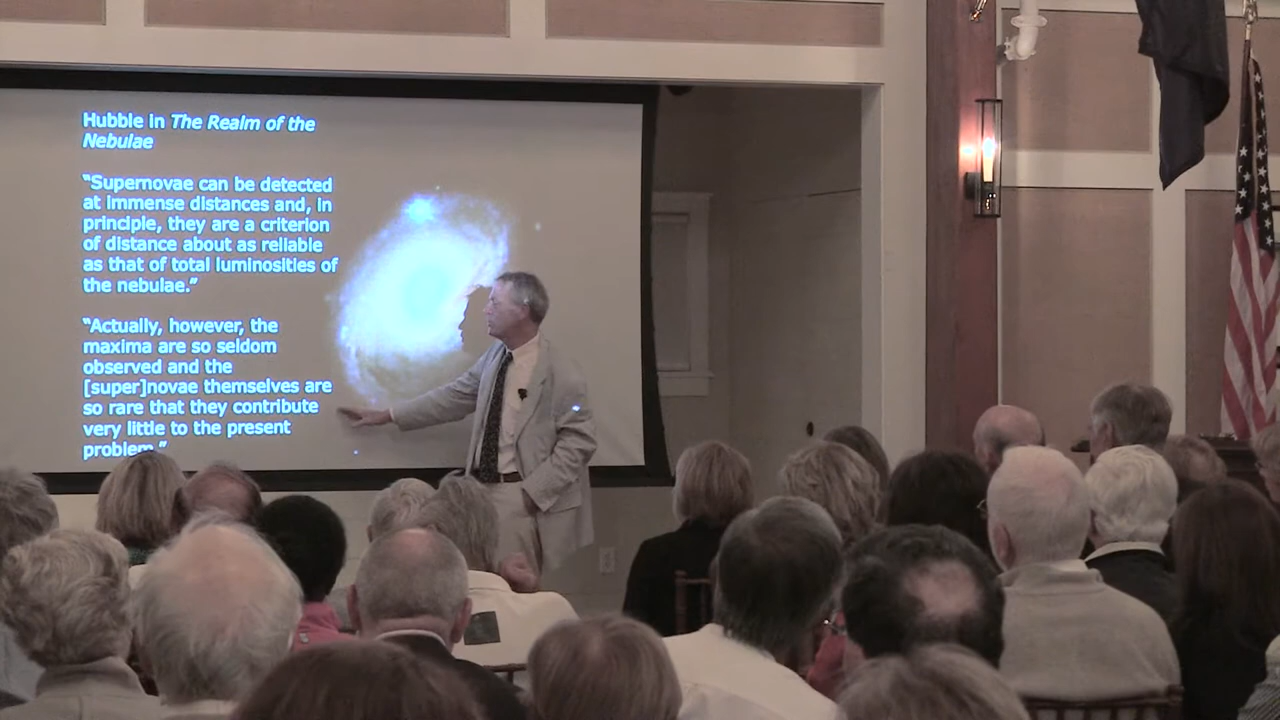 Hubble in The Realm of the
Nebulae
“Supernovae can be detected
at immense distances and, in
principle, they are a criterion
of distance about as reliable
as that of total luminosities of
the nebulae.”
“Actually, however, the
maxima are so seldom
observed and the
[super]novae themselves are
so rare that they contribute
very little to the present
problem.”